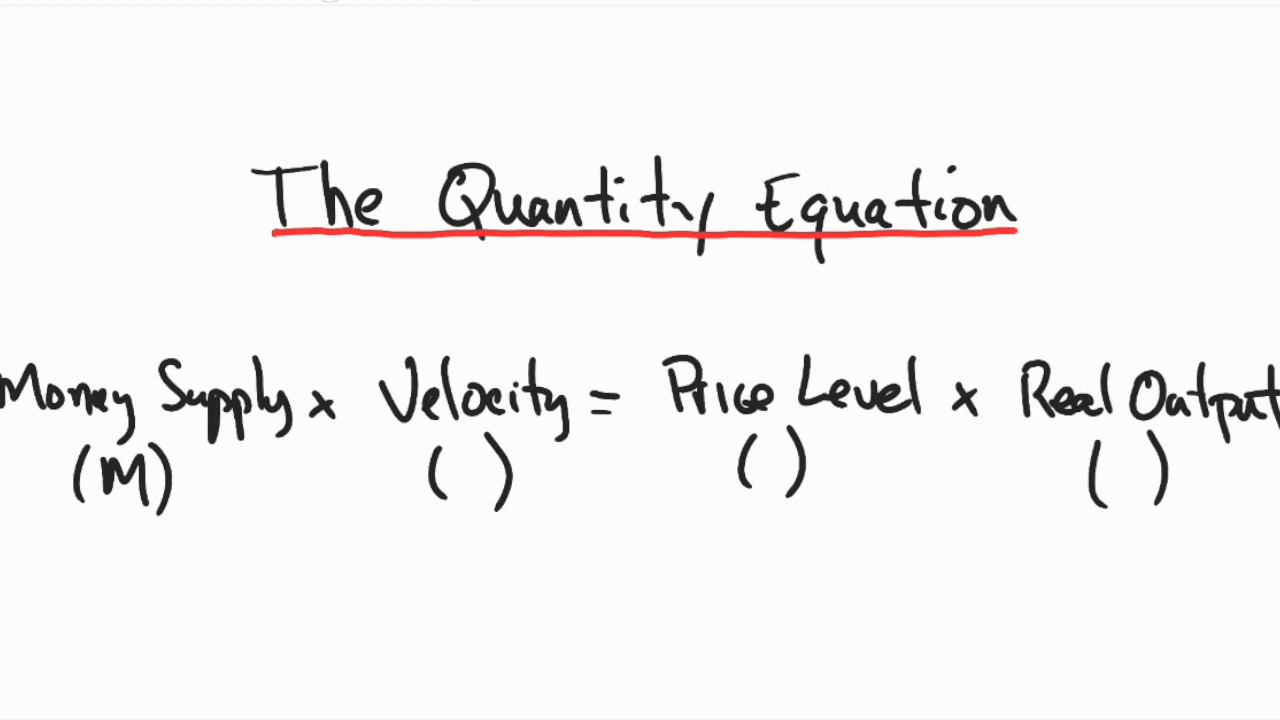 The Quantity Equation
Money Supply x Velocity = Price Level x Real Output
(M) ( ) ( ) ( )